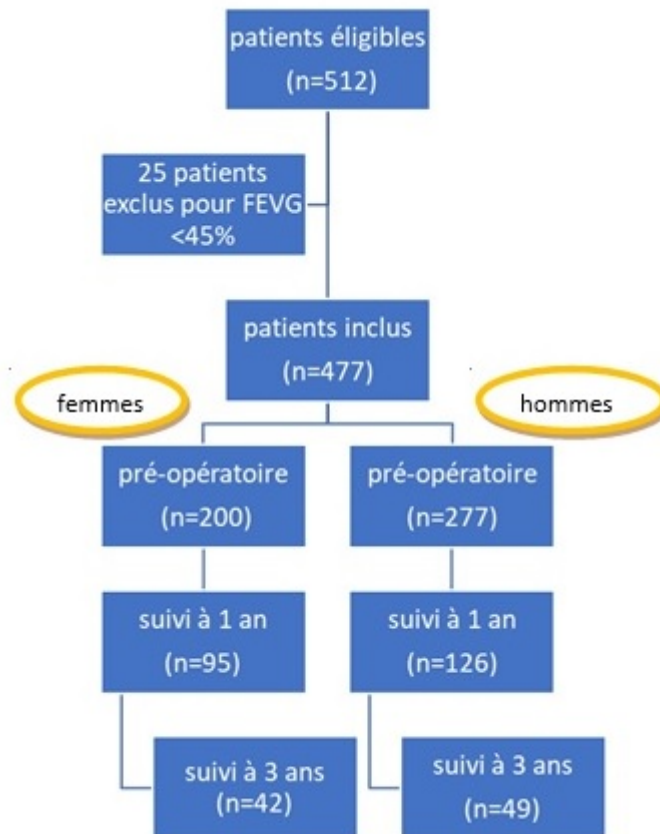 patients éligibles
(n=512)
25 patients
exclus pour FEVG
<45%
patients inclus
(n=477)
femmes
hommes
pré-opératoire
(n=200)
pré-opératoire
(n=277)
suivi à 1 an
(n=95)
suivi à 1 an
(n=126)
suivi à 3 ans
(n=42)
suivi à 3 ans
(n=49)